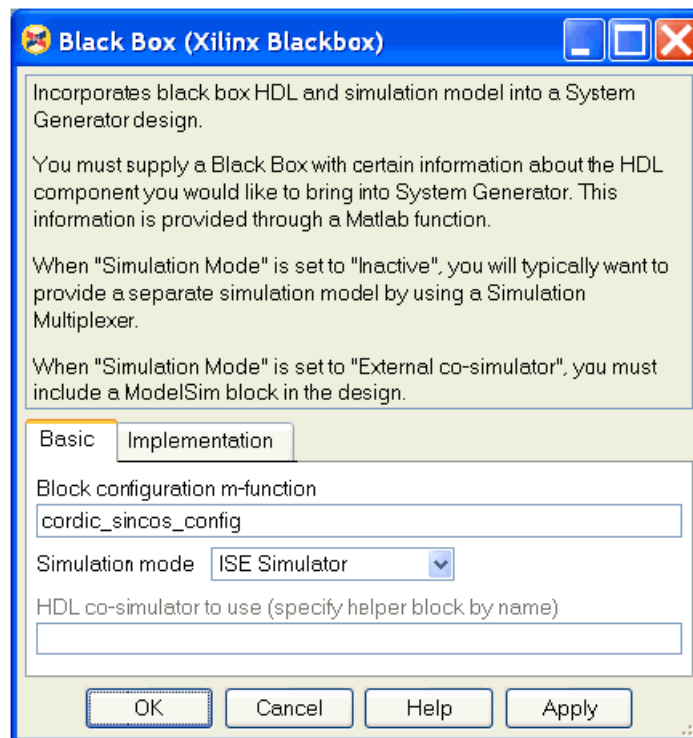 Black Box (Xilinx Blackbox)
Incorporates black box HDL and simulation model into a System
Generator design.
You must supply a Black Box with certain information about the HDL
component you would like to bring into System Generator. This
information is provided through a Matlab function.
When "Simulation Mode" is set to "Inactive", you will typically want to
provide a separate simulation model by using a Simulation
Multiplexer.
When "Simulation Mode" is set to "External co-simulator", you must
include a ModelSim block in the design.
Basic
Implementation
Block configuration m-function
cordic_sincos_config
Simulation mode ISE Simulator
HDL co-simulator to use (specify helper block by name)
OK Cancel Help Apply